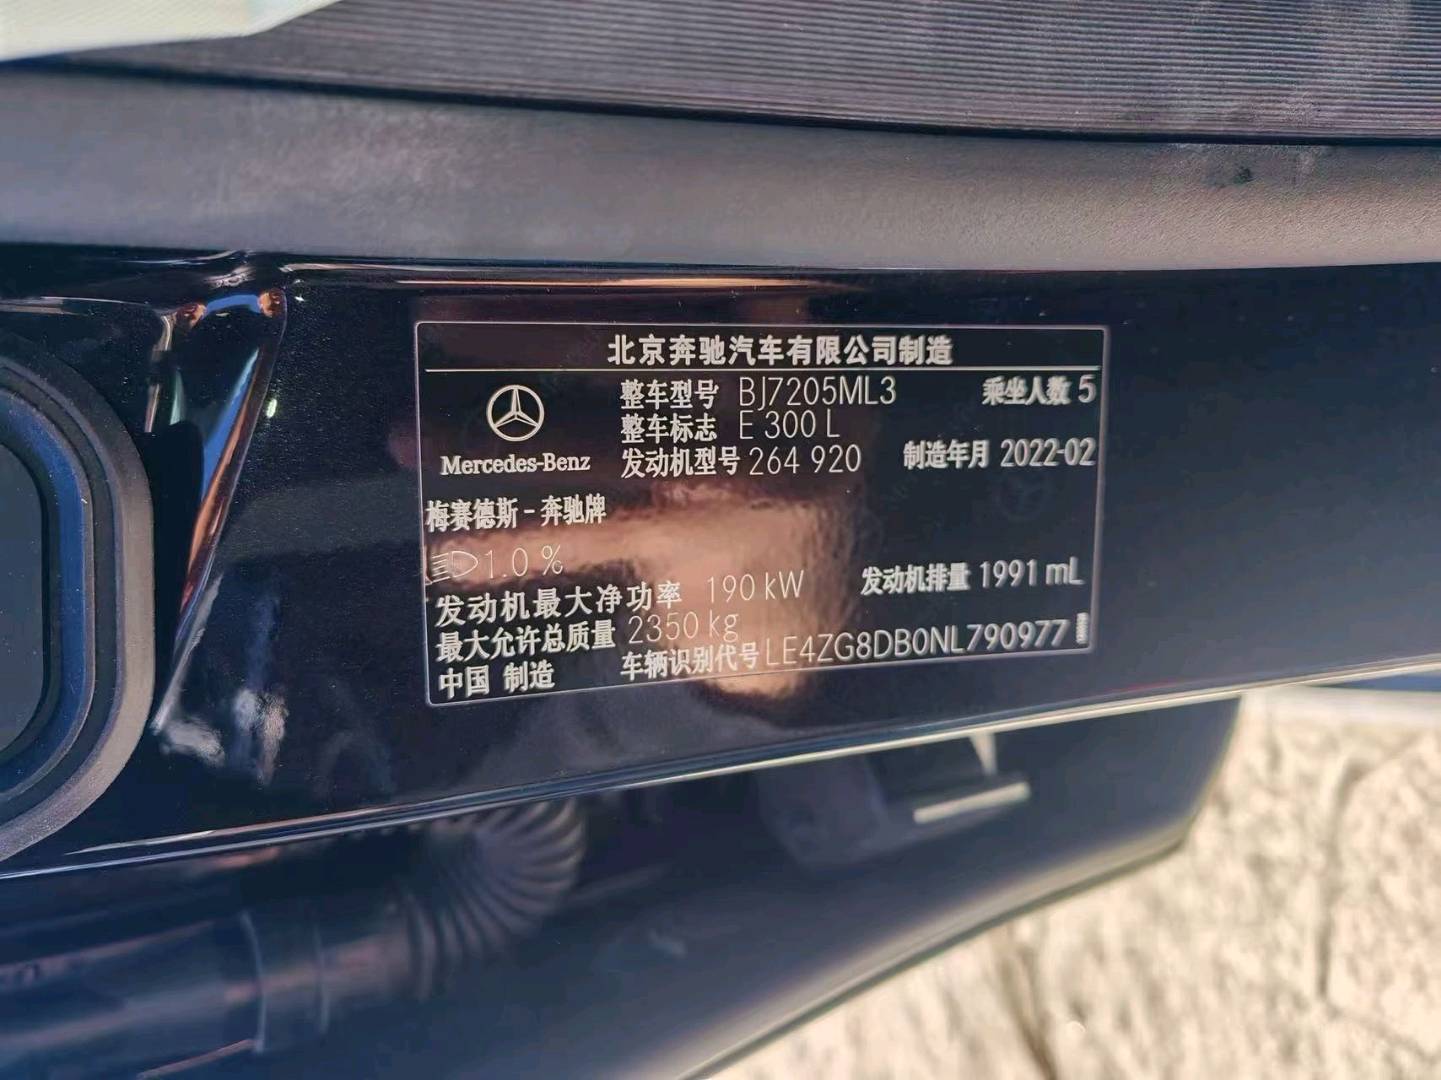 北京奔驰汽车有限公司制造
整车型号 BJ7205ML3 乘坐人数 5
整车标志 E 300 L
Mercedes-Benz 发动机型号 264 920 制造年月 2022-02
梅赛德斯-奔驰牌
1.0 %
发动机最大净功率 190 kW 发动机排量 1991 mL
最大允许总质量 2350 kg
中国 制造 车辆识别代号 LE4ZG8DB0NL790977